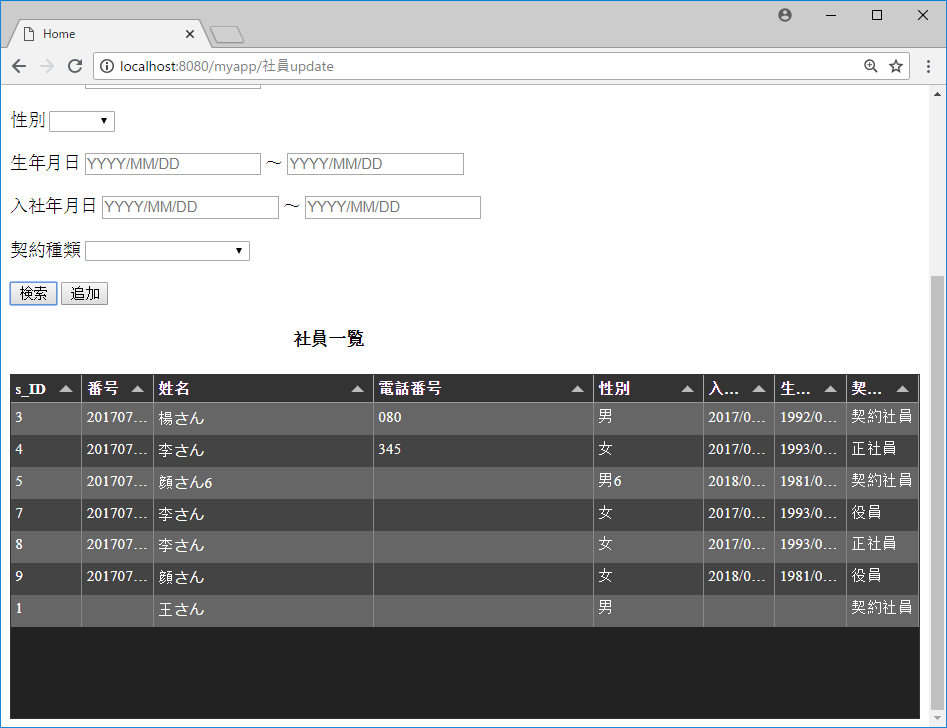 Home
localhost:8080/myapp/社員update
性別
生年月日 YYYY/MM/DD ～ YYYY/MM/DD
入社年月日 YYYY/MM/DD ～ YYYY/MM/DD
契約種類
検索 追加
社員一覧
s_ID 番号 姓名 電話番号 性別 入... 生... 契...
3 201707... 楊さん 080 男 2017/0... 1992/0... 契約社員
4 201707... 李さん 345 女 2017/0... 1993/0... 正社員
5 201707... 顔さん6 男6 2018/0... 1981/0... 契約社員
7 201707... 李さん 女 2017/0... 1993/0... 役員
8 201707... 李さん 女 2017/0... 1993/0... 正社員
9 201707... 顔さん 女 2018/0... 1981/0... 役員
1 王さん 男 契約社員